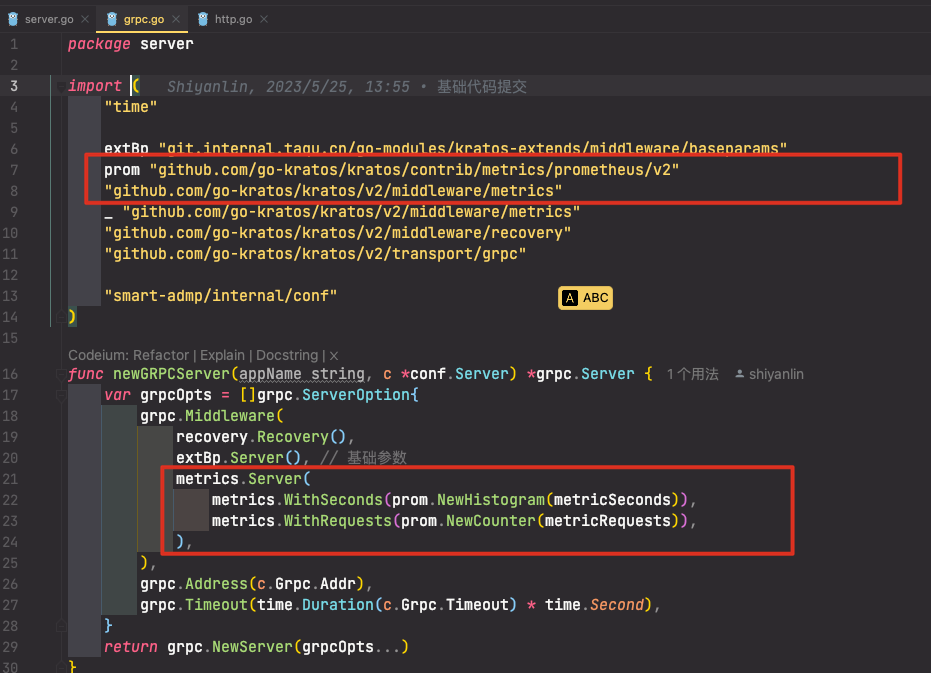 server.go × grpc.go × http.go ×
1 package server
2
3 import ( Shiyanlin, 2023/5/25, 13:55 • 基础代码提交
4 "time"
5
6 extBp "git.internal.taqu.cn/go-modules/kratos-extends/middleware/baseparams"
7 prom "github.com/go-kratos/kratos/contrib/metrics/prometheus/v2"
8 "github.com/go-kratos/kratos/v2/middleware/metrics"
9 _ "github.com/go-kratos/kratos/v2/middleware/metrics"
10 "github.com/go-kratos/kratos/v2/middleware/recovery"
11 "github.com/go-kratos/kratos/v2/transport/grpc"
12
13 "smart-admp/internal/conf"
A ABC
14 )
15
Codeium: Refactor | Explain | Docstring | ×
16 func newGRPCServer(appName string, c *conf.Server) *grpc.Server { 1个用法 shiyanlin
17 var grpcOpts = []grpc.ServerOption{
18 grpc.Middleware(
19 recovery.Recovery(),
20 extBp.Server(), // 基础参数
21 metrics.Server(
22 metrics.WithSeconds(prom.NewHistogram(metricSeconds)),
23 metrics.WithRequests(prom.NewCounter(metricRequests)),
24 ),
25 ),
26 grpc.Address(c.Grpc.Addr),
27 grpc.Timeout(time.Duration(c.Grpc.Timeout) * time.Second),
28 }
29 return grpc.NewServer(grpcOpts...)
30 }